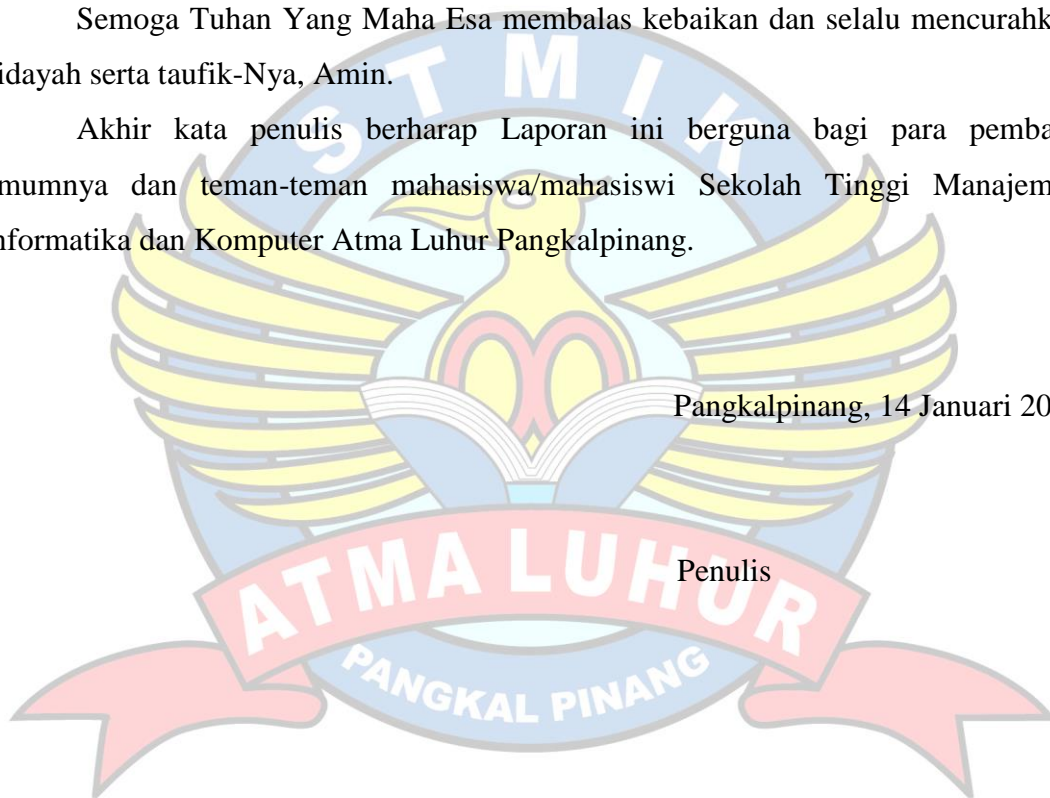 Semoga Tuhan Yang Maha Esa membalas kebaikan dan selalu mencurahk
idayah serta taufik-Nya, Amin.
Akhir kata penulis berharap Laporan ini berguna bagi para pemba
mumnya dan teman-teman mahasiswa/mahasiswi Sekolah Tinggi Manajem
nformatika dan Komputer Atma Luhur Pangkalpinang.
Pangkalpinang, 14 Januari 20
Penulis
STMIK
ATMA LUHUR
PANGKAL PINANG